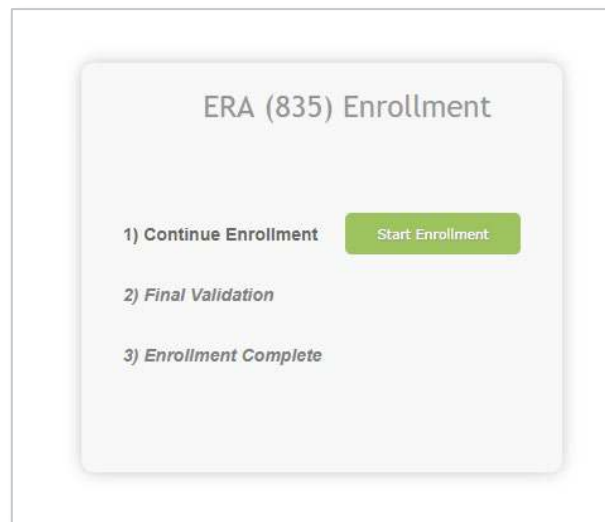 ERA (835) Enrollment
1) Continue Enrollment Start Enrollment
2) Final Validation
3) Enrollment Complete